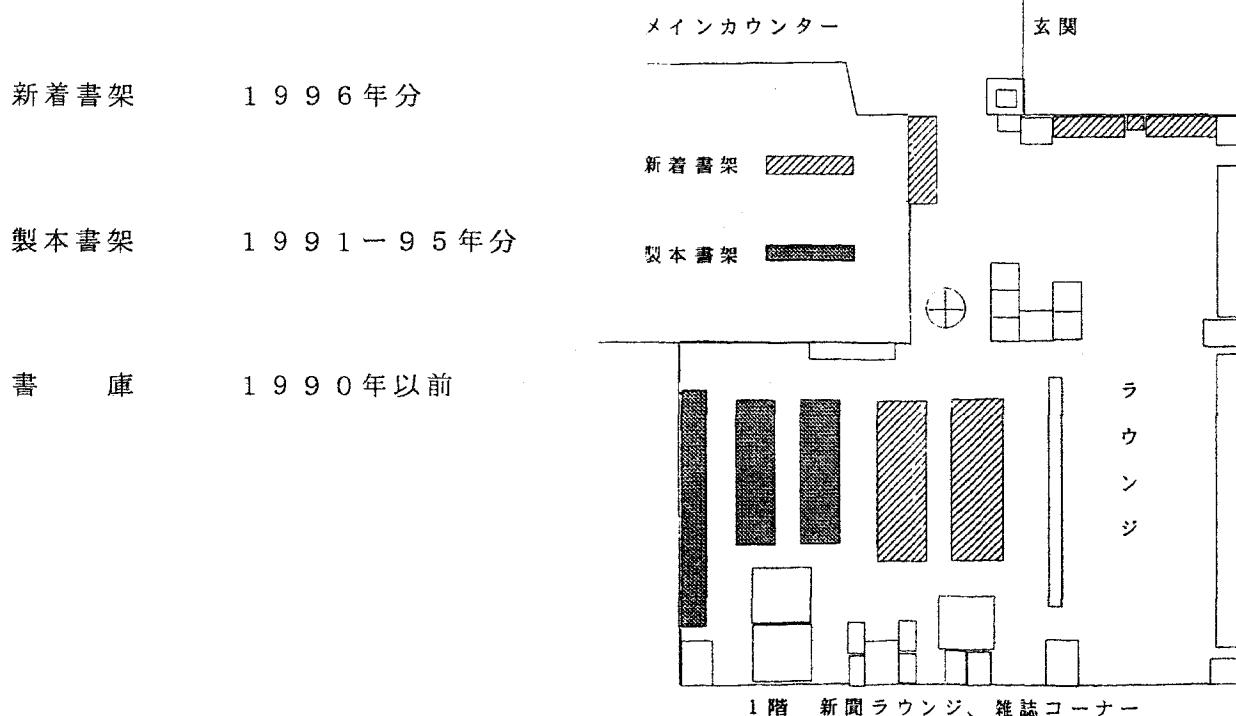 新着書架 1996年分
製本書架 1991－95年分
書庫 1990年以前
メインカウンター
玄関
新着書架
製本書架
ラウンジ
1階 新聞ラウンジ、雑誌コーナー